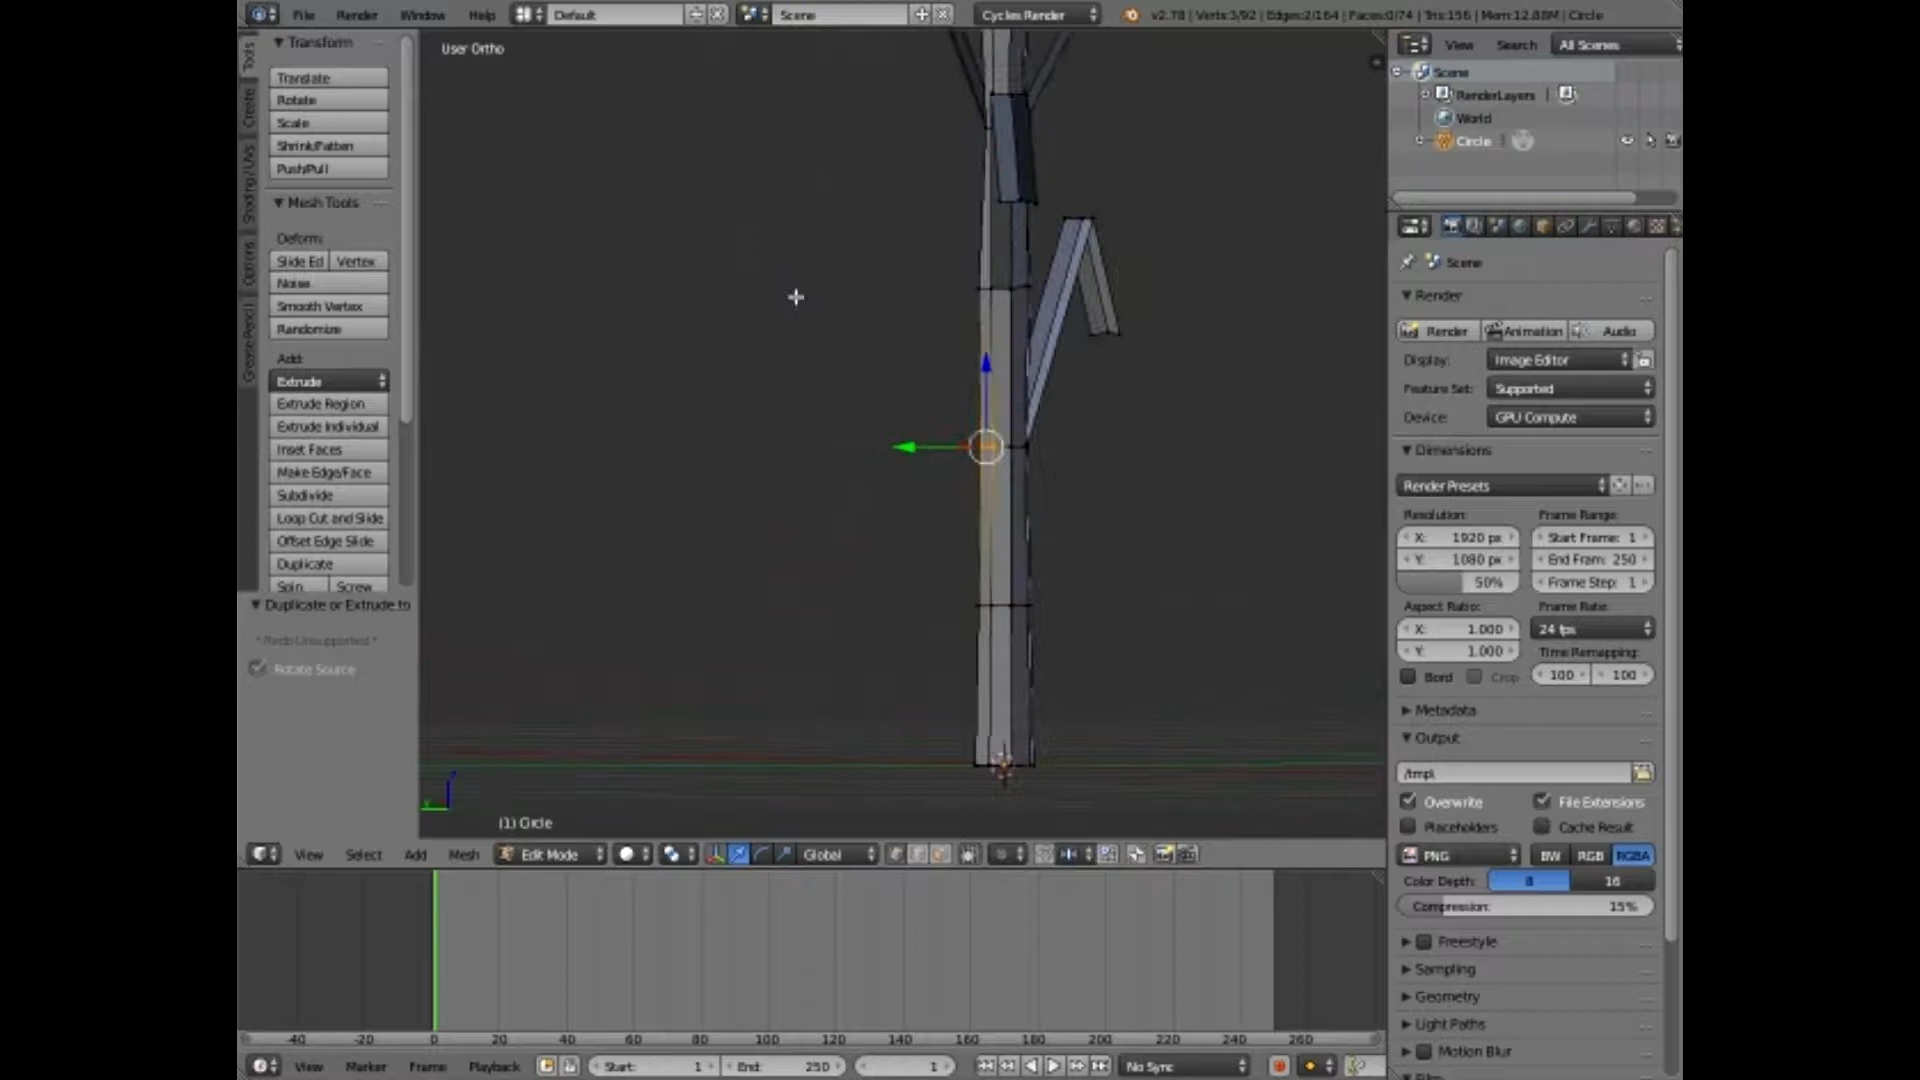 File Render Window Help Default Scene Cycles Render v2.78 | Verts:3/92 | Edges:2/164 | Faces:0/74 | Tris:156 | Mem:12.88M | Circle
Tools
Create
Shading/UVs
Options
Grease Pencil
Transform
Translate
Rotate
Scale
Shrink/Fatten
Push/Pull
Mesh Tools
Deform:
Slide Ed Vertex
Noise
Smooth Vertex
Randomize
Add:
Extrude
Extrude Region
Extrude Individual
Inset Faces
Make Edge/Face
Subdivide
Loop Cut and Slide
Offset Edge Slide
Duplicate
Spin Screw
Duplicate or Extrude to
* Redo Unsupported *
Rotate Source
User Ortho
(1) Circle
View Select Add Mesh Edit Mode Global
-40 -20 0 20 40 60 80 100 120 140 160 180 200 220 240 260
View Marker Frame Playback Start: 1 End: 250 1 No Sync
View Search All Scenes
Scene
RenderLayers
World
Circle
Scene
Render
Render Animation Audio
Display: Image Editor
Feature Set: Supported
Device: GPU Compute
Dimensions
Render Presets
Resolution: Frame Range:
X: 1920 px Start Frame: 1
Y: 1080 px End Fram: 250
50% Frame Step: 1
Aspect Ratio: Frame Rate:
X: 1.000 24 fps
Y: 1.000 Time Remapping:
Bord Crop 100 100
Metadata
Output
/tmp\
Overwrite File Extensions
Placeholders Cache Result
PNG BW RGB RGBA
Color Depth: 8 16
Compression: 15%
Freestyle
Sampling
Geometry
Light Paths
Motion Blur